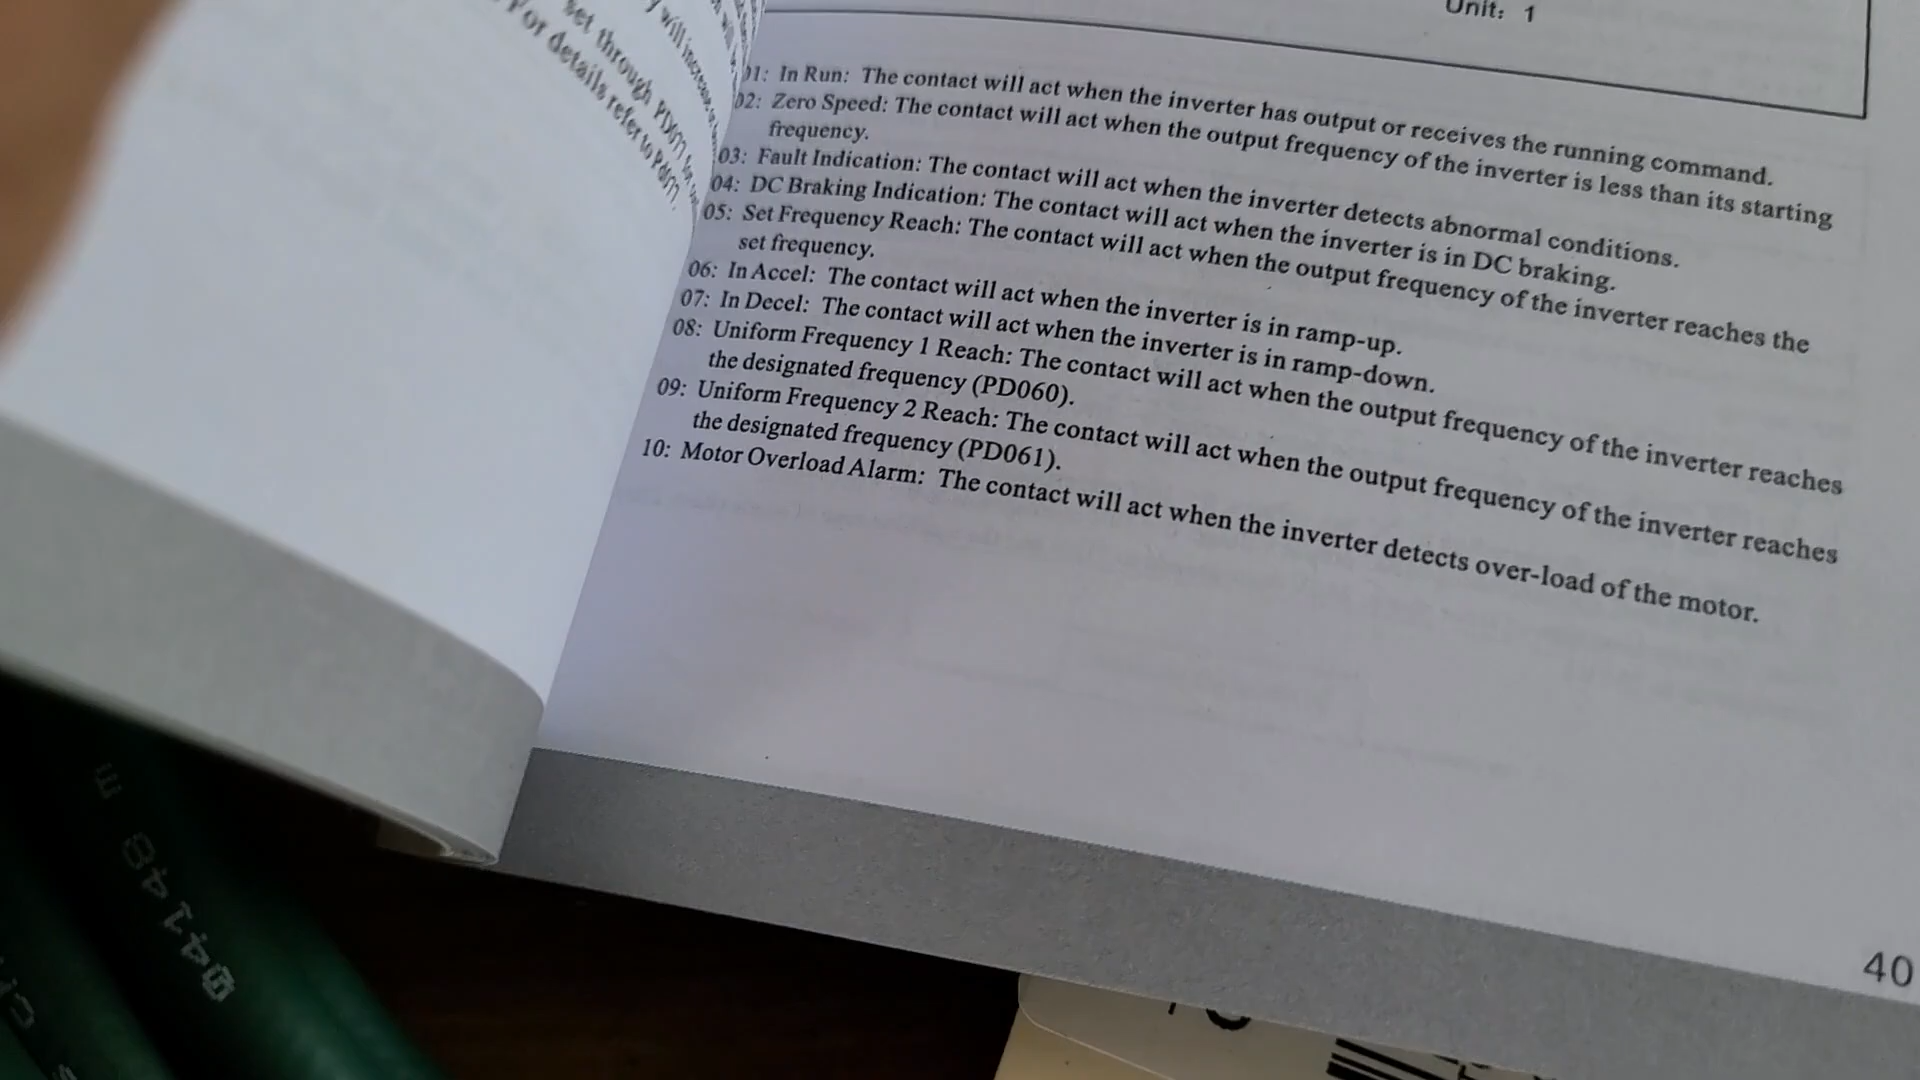 y will increase
set through PD
For details refer to
Unit: 1
01: In Run: The contact will act when the inverter has output or receives the running command.
02: Zero Speed: The contact will act when the output frequency of the inverter is less than its starting
frequency.
03: Fault Indication: The contact will act when the inverter detects abnormal conditions.
04: DC Braking Indication: The contact will act when the inverter is in DC braking.
05: Set Frequency Reach: The contact will act when the output frequency of the inverter reaches the
set frequency.
06: In Accel: The contact will act when the inverter is in ramp-up.
07: In Decel: The contact will act when the inverter is in ramp-down.
08: Uniform Frequency 1 Reach: The contact will act when the output frequency of the inverter reaches
the designated frequency (PD060).
09: Uniform Frequency 2 Reach: The contact will act when the output frequency of the inverter reaches
the designated frequency (PD061).
10: Motor Overload Alarm: The contact will act when the inverter detects over-load of the motor.
40